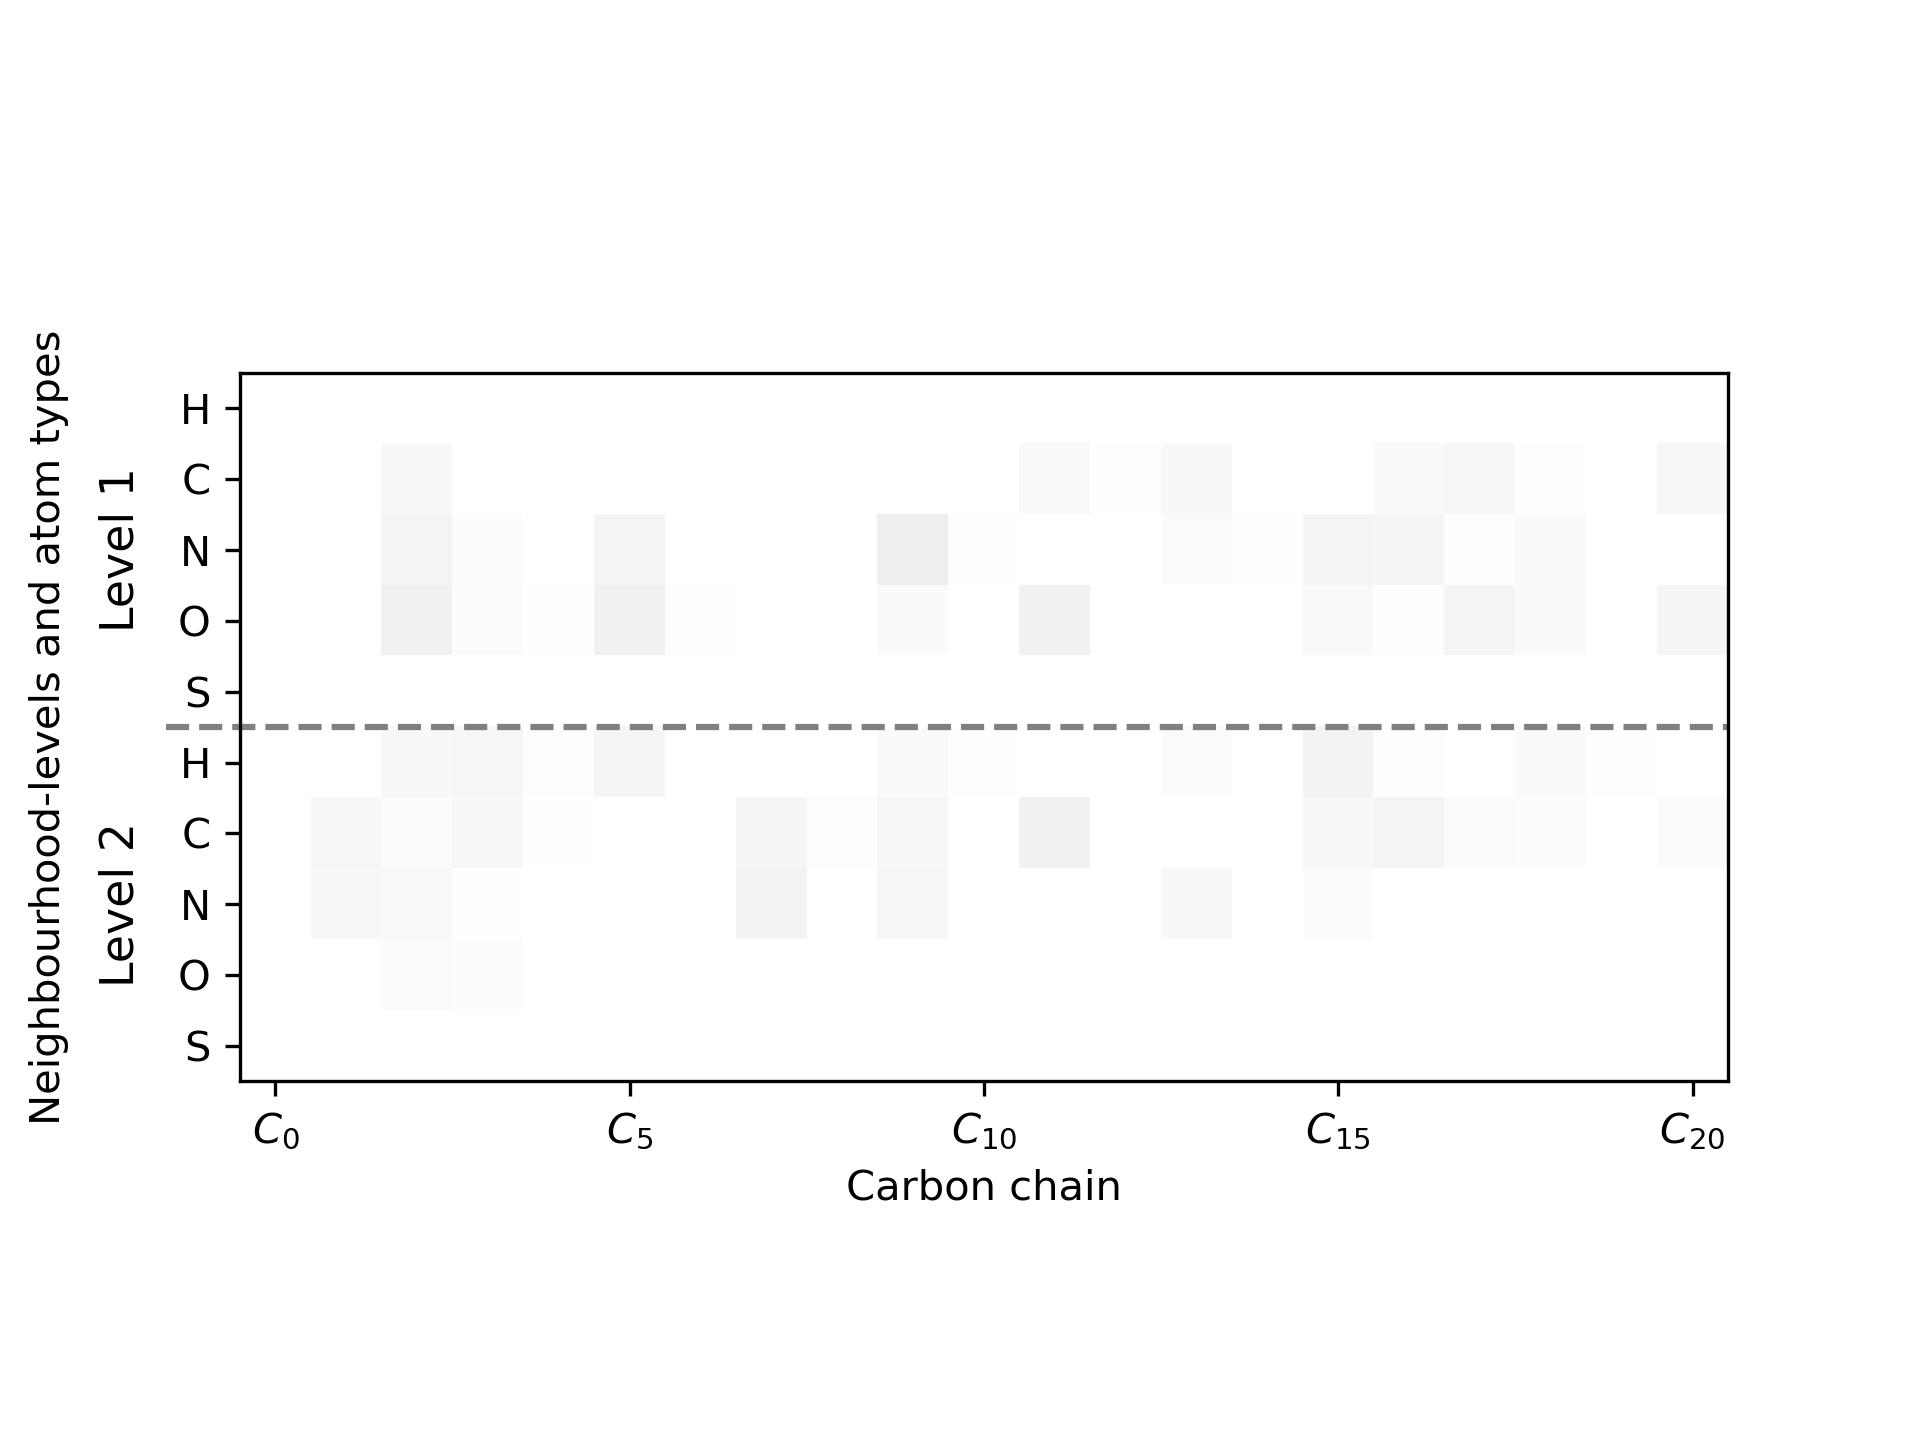 Neighbourhood-levels and atom types
Level 1
H
C
N
O
S
Level 2
H
C
N
O
S
C₀ C₅ C₁₀ C₁₅ C₂₀
Carbon chain